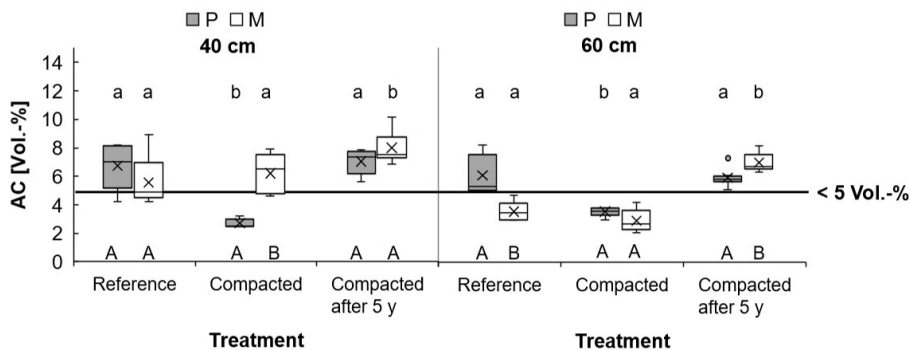 P M P M
40 cm 60 cm
AC [Vol.-%]
14
12
10
8
6
4
2
0
a a b a a b a a b a a b
< 5 Vol.-%
A A A B A A A B A A A B
Reference Compacted Compacted after 5 y Reference Compacted Compacted after 5 y
Treatment Treatment